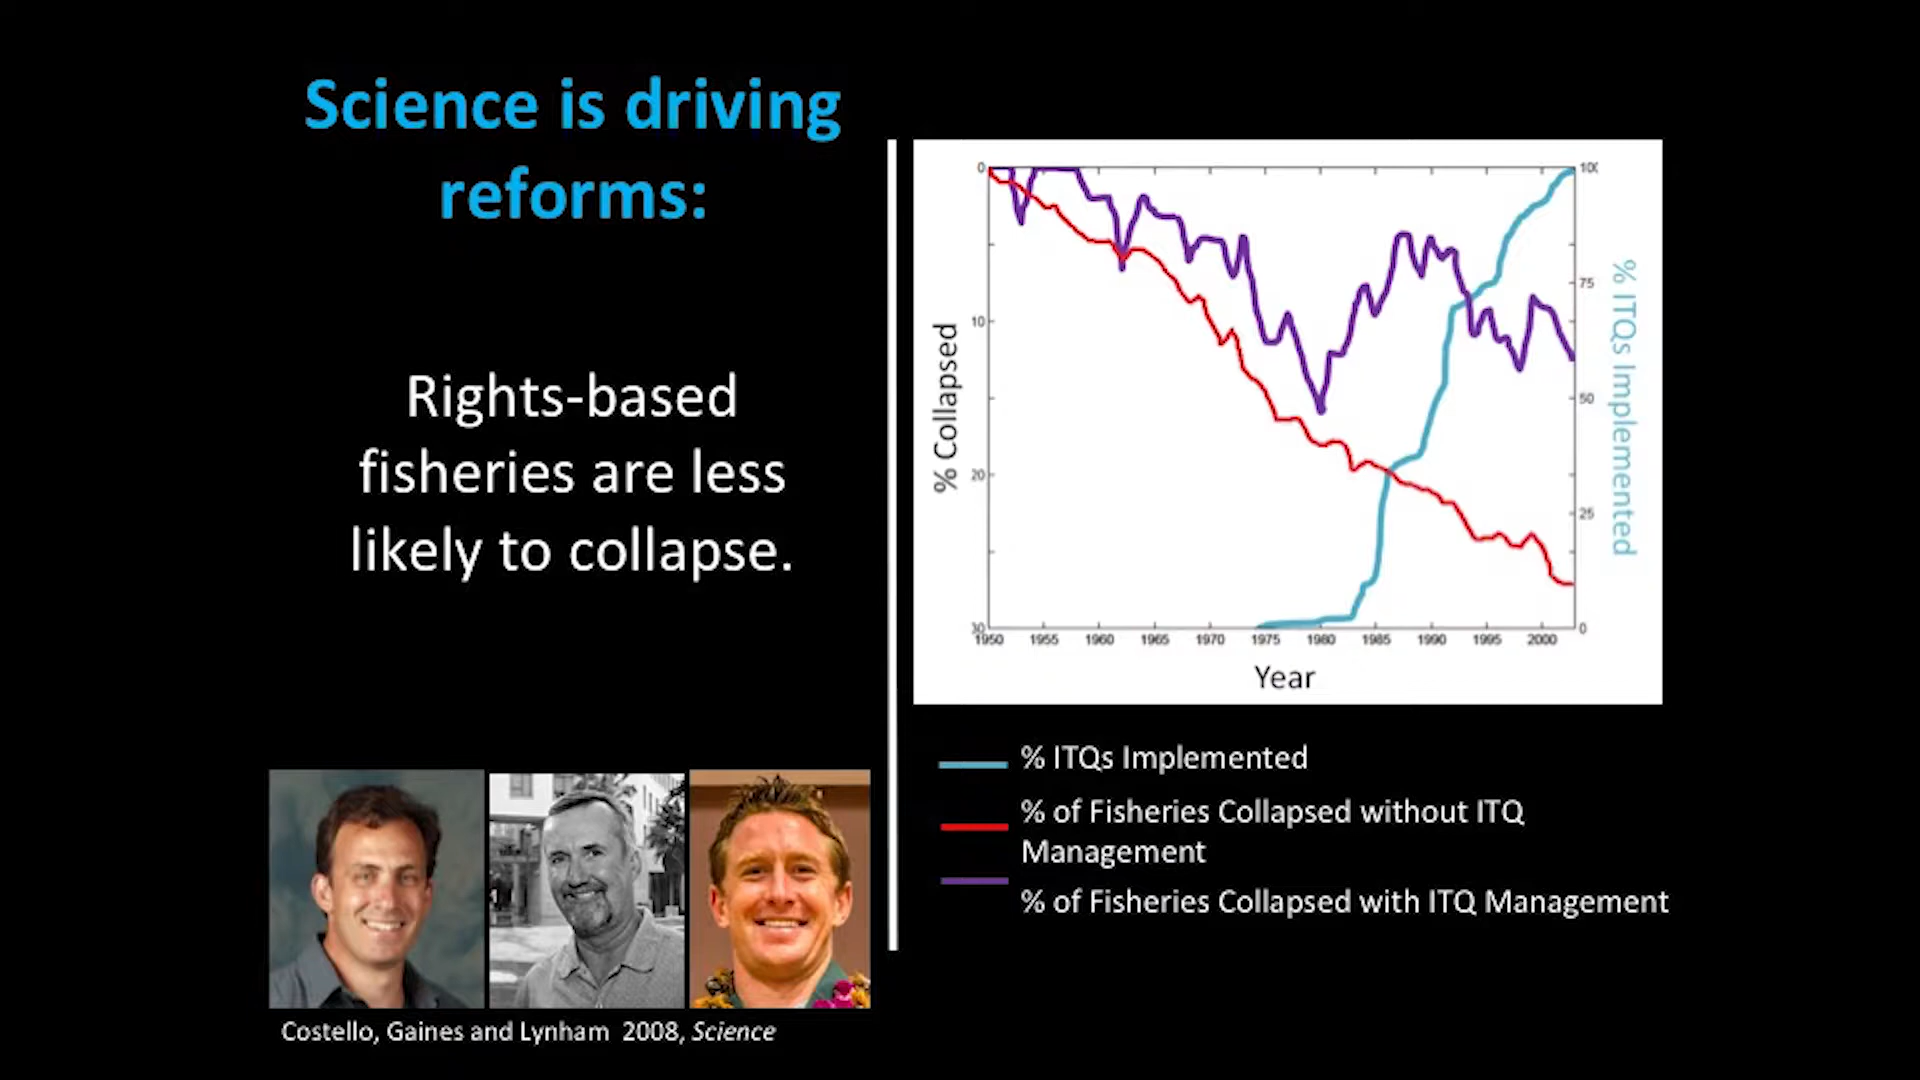 Science is driving
reforms:
Rights-based
fisheries are less
likely to collapse.
Costello, Gaines and Lynham 2008, Science
% Collapsed
0
10
20
30
100
75
50
25
0
% ITQs Implemented
1950 1955 1960 1965 1970 1975 1980 1985 1990 1995 2000
Year
% ITQs Implemented
% of Fisheries Collapsed without ITQ
Management
% of Fisheries Collapsed with ITQ Management